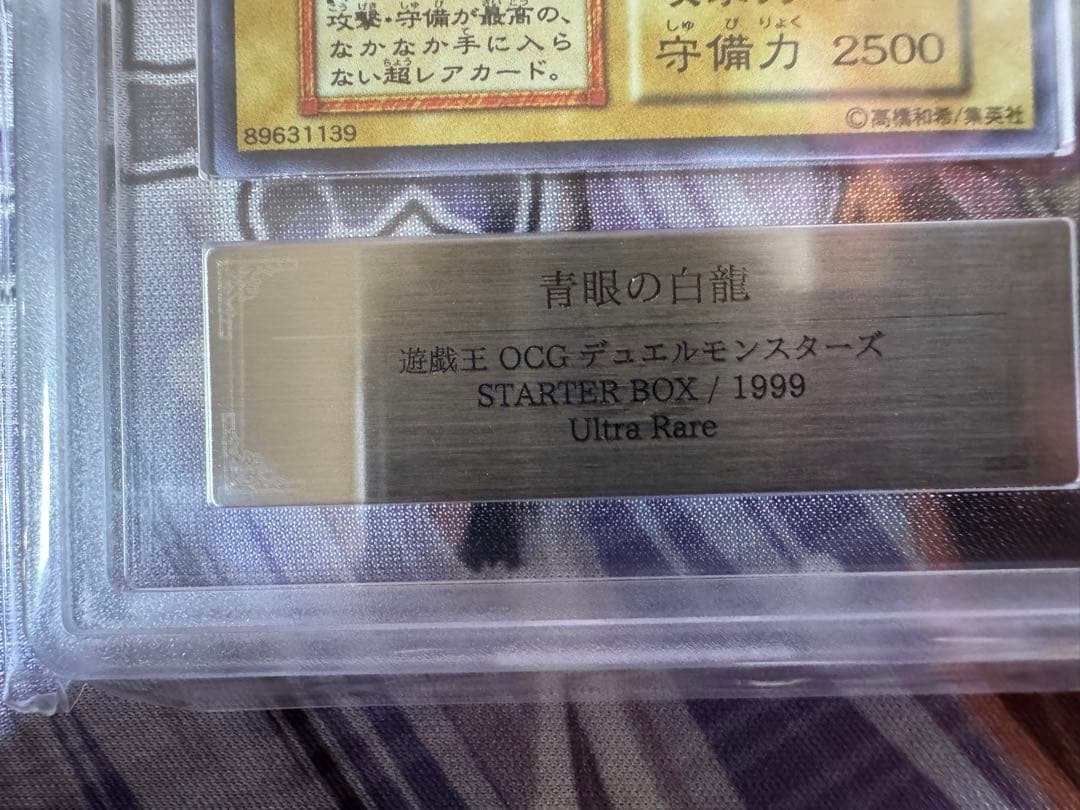 攻撃・守備が最高の、
なかなか手に入ら
ない超レアカード。
守備力 2500
89631139
©高橋和希/集英社
青眼の白龍
遊戯王 OCG デュエルモンスターズ
STARTER BOX / 1999
Ultra Rare